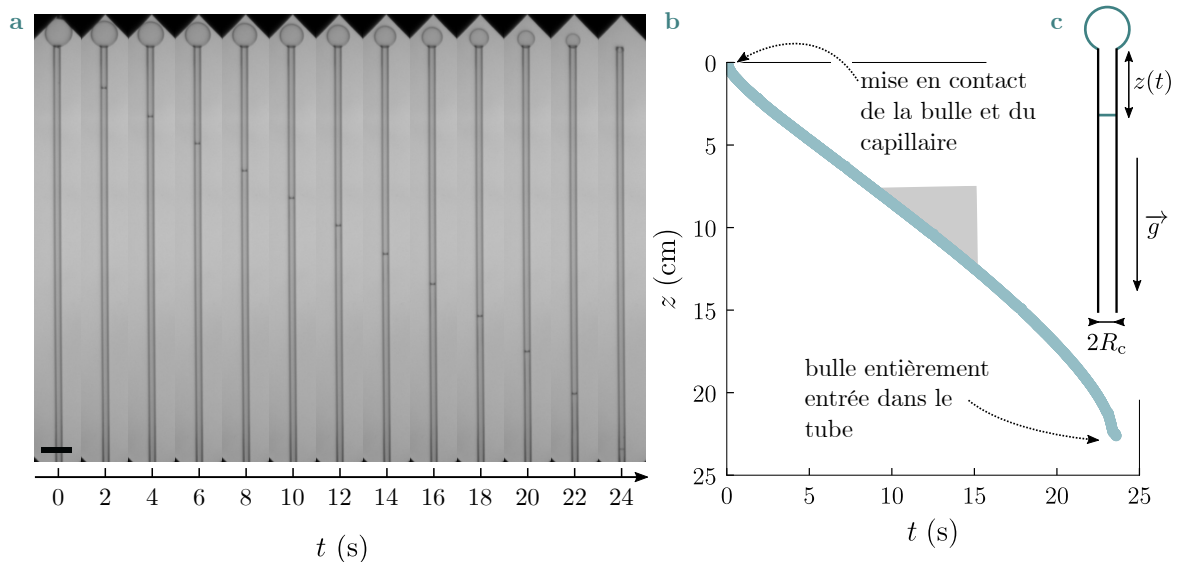 a
0 2 4 6 8 10 12 14 16 18 20 22 24
t (s)
b
0
5
10
15
20
25
z (cm)
mise en contact
de la bulle et du
capillaire
bulle entièrement
entrée dans le
tube
0 5 10 15 20 25
t (s)
c
z(t)
g
2Rc